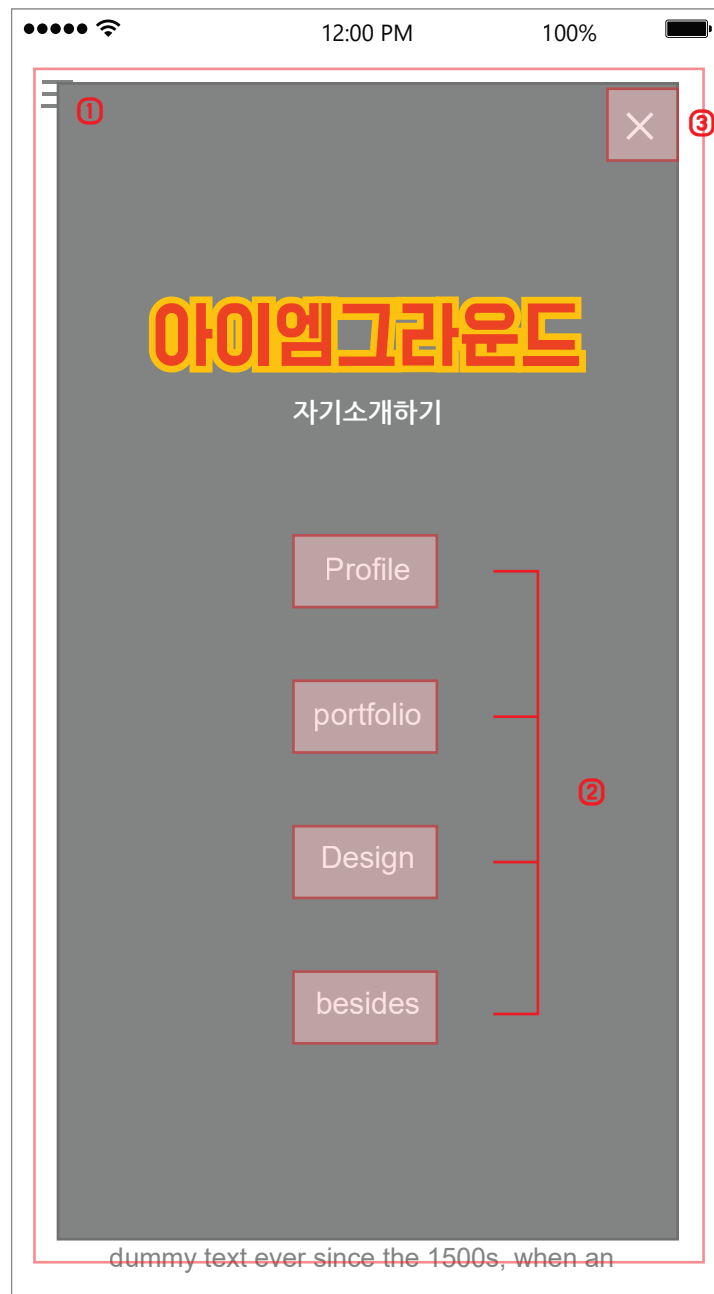 12:00 PM 100%
①
③
아이엠그라운드
자기소개하기
Profile
portfolio
②
Design
besides
dummy text ever since the 1500s, when an